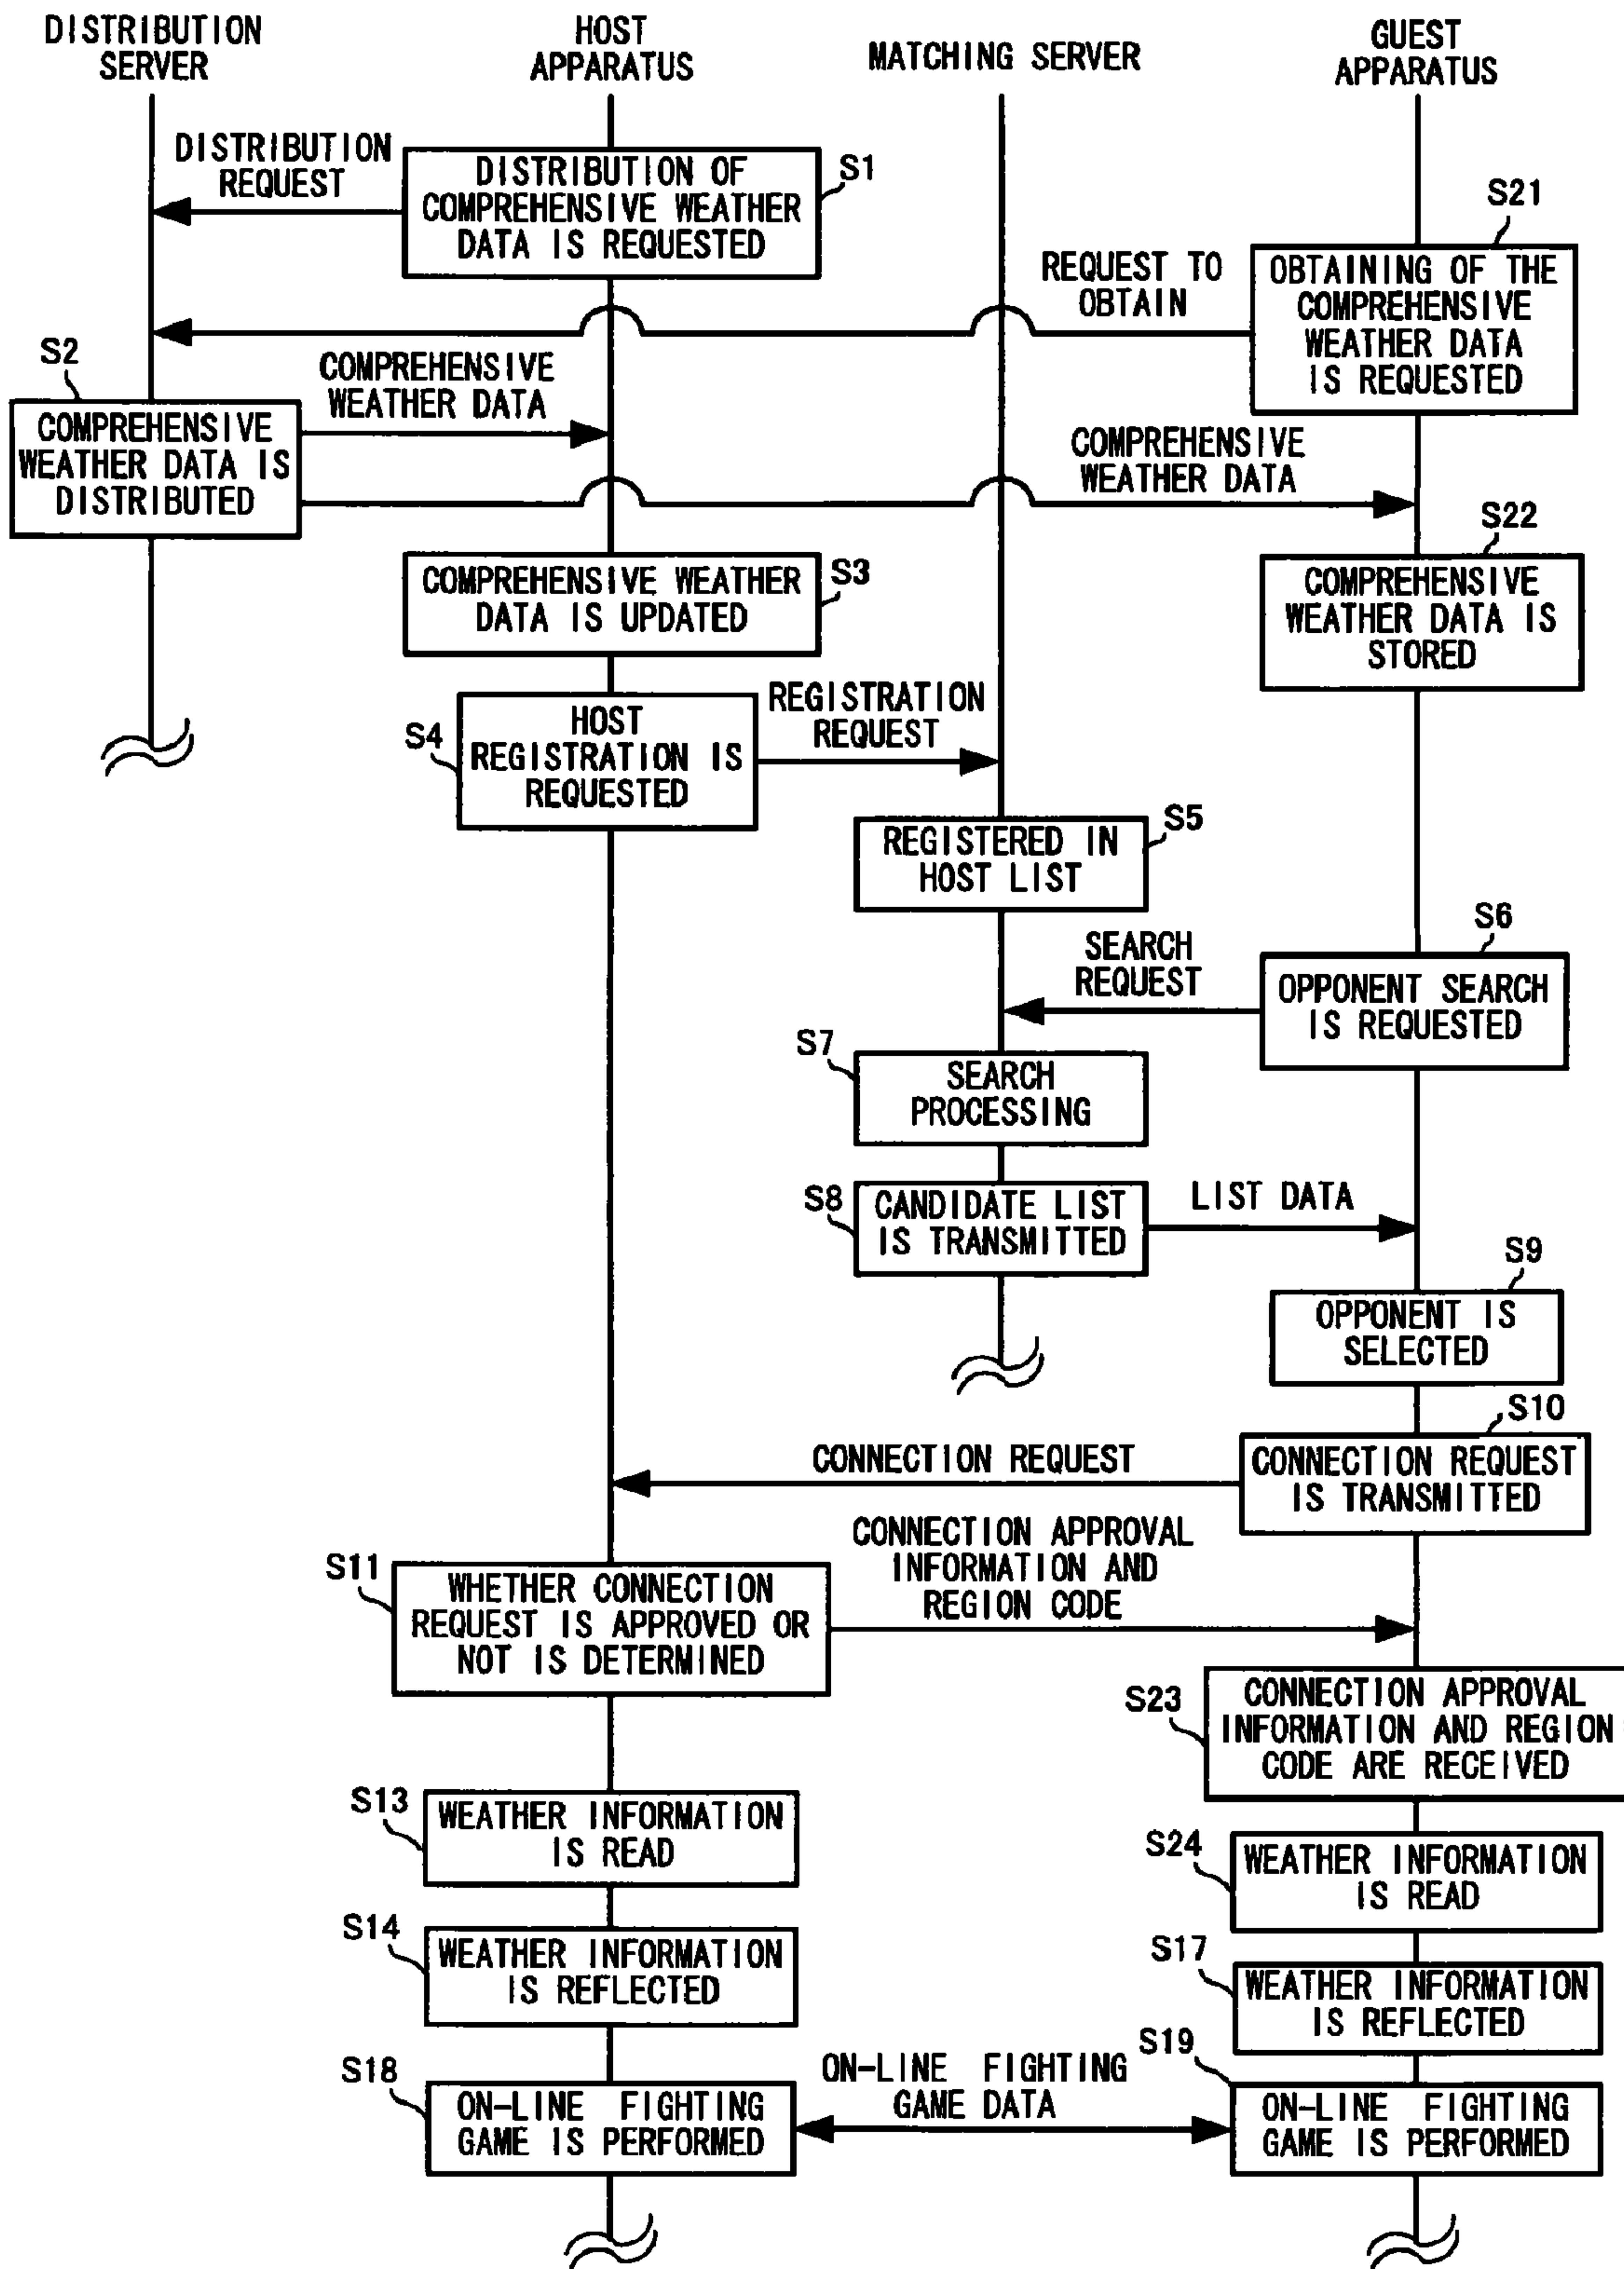 DISTRIBUTION
SERVER
HOST
APPARATUS
MATCHING SERVER
GUEST
APPARATUS
DISTRIBUTION
REQUEST
DISTRIBUTION OF
COMPREHENSIVE WEATHER
DATA IS REQUESTED
S1
S21
REQUEST TO
OBTAIN
OBTAINING OF THE
COMPREHENSIVE
WEATHER DATA
IS REQUESTED
S2
COMPREHENSIVE
WEATHER DATA
COMPREHENSIVE
WEATHER DATA IS
DISTRIBUTED
COMPREHENSIVE
WEATHER DATA
S22
COMPREHENSIVE WEATHER
DATA IS UPDATED
S3
COMPREHENSIVE
WEATHER DATA IS
STORED
S4
HOST
REGISTRATION IS
REQUESTED
REGISTRATION
REQUEST
REGISTERED IN
HOST LIST
S5
S6
SEARCH
REQUEST
OPPONENT SEARCH
IS REQUESTED
S7
SEARCH
PROCESSING
S8
CANDIDATE LIST
IS TRANSMITTED
LIST DATA
S9
OPPONENT IS
SELECTED
S10
CONNECTION REQUEST
CONNECTION REQUEST
IS TRANSMITTED
CONNECTION APPROVAL
INFORMATION AND
REGION CODE
S11
WHETHER CONNECTION
REQUEST IS APPROVED OR
NOT IS DETERMINED
S23
CONNECTION APPROVAL
INFORMATION AND REGION
CODE ARE RECEIVED
S13
WEATHER INFORMATION
IS READ
S24
WEATHER INFORMATION
IS READ
S14
WEATHER INFORMATION
IS REFLECTED
S17
WEATHER INFORMATION
IS REFLECTED
S18
ON-LINE FIGHTING
GAME IS PERFORMED
ON-LINE FIGHTING
GAME DATA
S19
ON-LINE FIGHTING
GAME IS PERFORMED